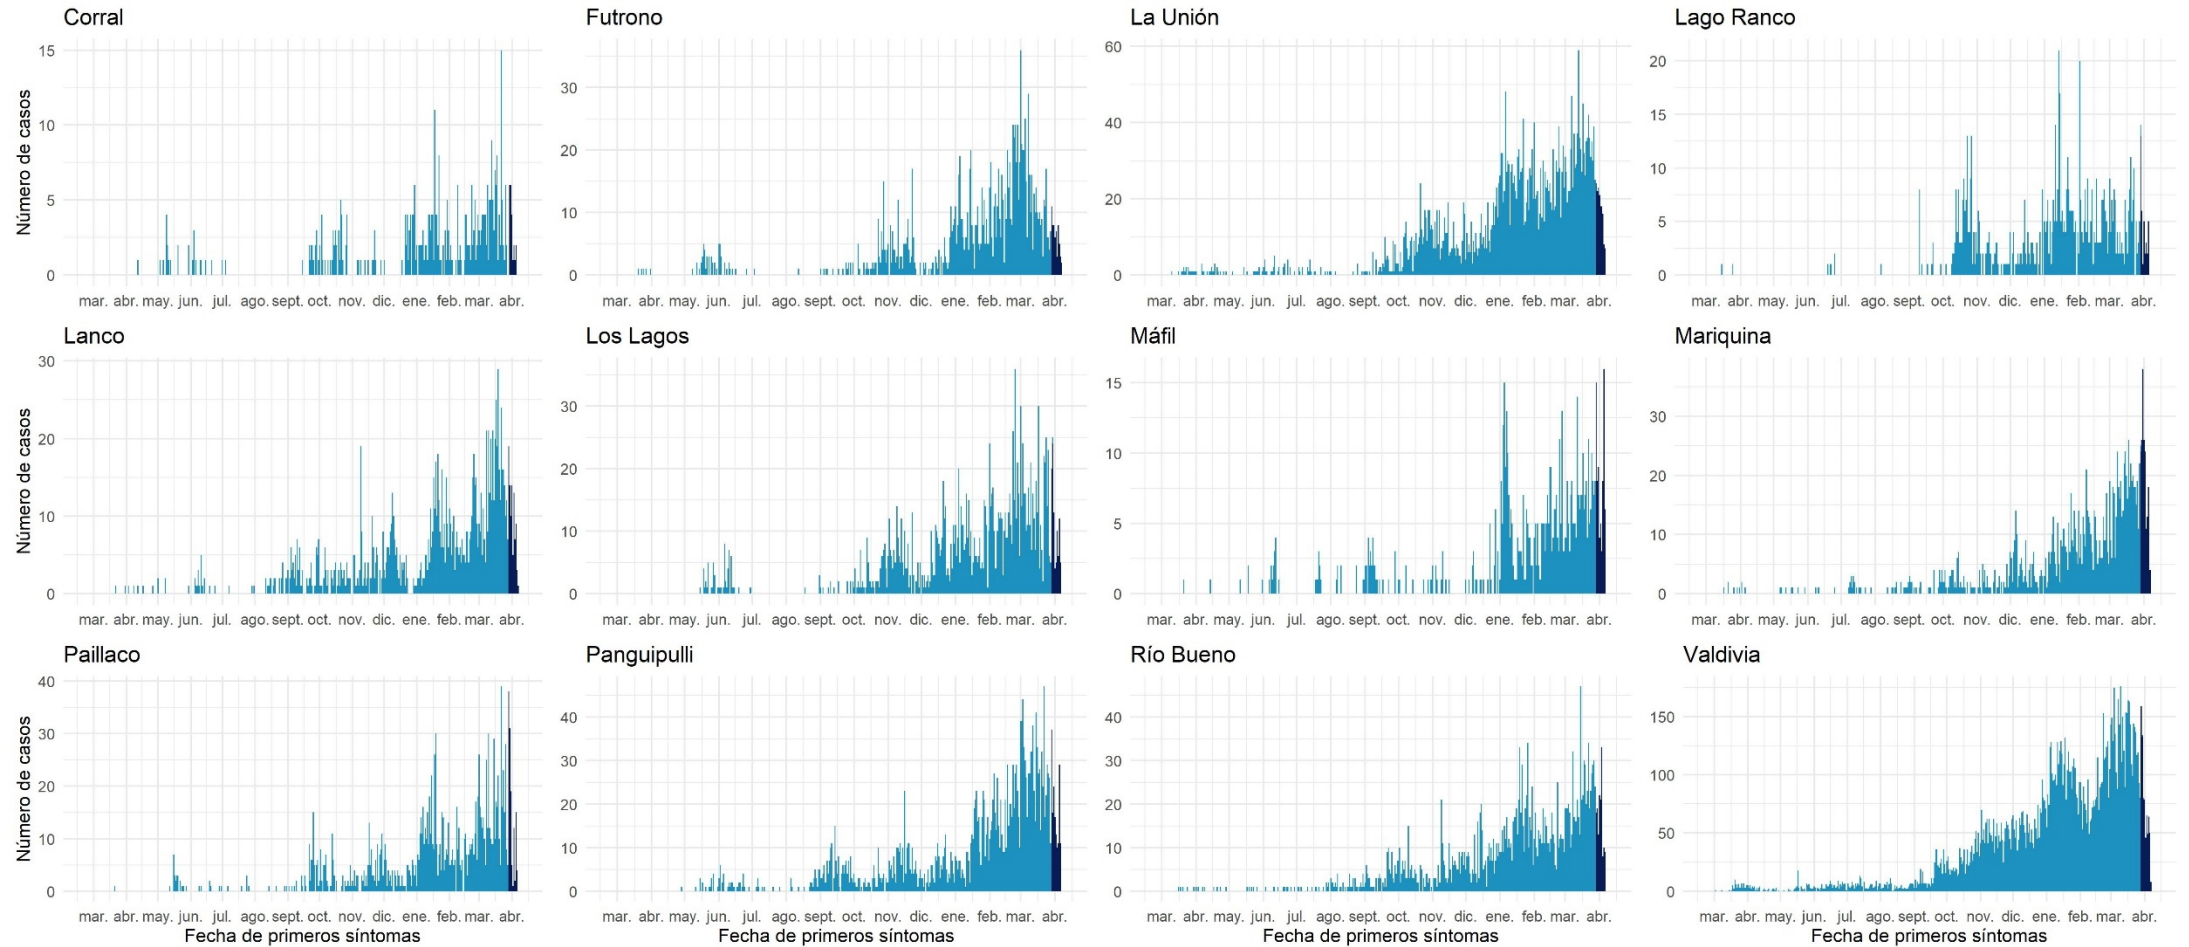 Corral
Futrono
La Unión
Lago Ranco
Número de casos
15
10
5
0
30
20
10
0
60
40
20
0
20
15
10
5
0
mar. abr. may. jun. jul. ago. sept. oct. nov. dic. ene. feb. mar. abr.
mar. abr. may. jun. jul. ago. sept. oct. nov. dic. ene. feb. mar. abr.
mar. abr. may. jun. jul. ago. sept. oct. nov. dic. ene. feb. mar. abr.
mar. abr. may. jun. jul. ago. sept. oct. nov. dic. ene. feb. mar. abr.
Lanco
Los Lagos
Máfil
Mariquina
Número de casos
30
20
10
0
30
20
10
0
15
10
5
0
30
20
10
0
mar. abr. may. jun. jul. ago. sept. oct. nov. dic. ene. feb. mar. abr.
mar. abr. may. jun. jul. ago. sept. oct. nov. dic. ene. feb. mar. abr.
mar. abr. may. jun. jul. ago. sept. oct. nov. dic. ene. feb. mar. abr.
mar. abr. may. jun. jul. ago. sept. oct. nov. dic. ene. feb. mar. abr.
Paillaco
Panguipulli
Río Bueno
Valdivia
Número de casos
40
30
20
10
0
40
30
20
10
0
40
30
20
10
0
150
100
50
0
mar. abr. may. jun. jul. ago. sept. oct. nov. dic. ene. feb. mar. abr.
mar. abr. may. jun. jul. ago. sept. oct. nov. dic. ene. feb. mar. abr.
mar. abr. may. jun. jul. ago. sept. oct. nov. dic. ene. feb. mar. abr.
mar. abr. may. jun. jul. ago. sept. oct. nov. dic. ene. feb. mar. abr.
Fecha de primeros síntomas
Fecha de primeros síntomas
Fecha de primeros síntomas
Fecha de primeros síntomas